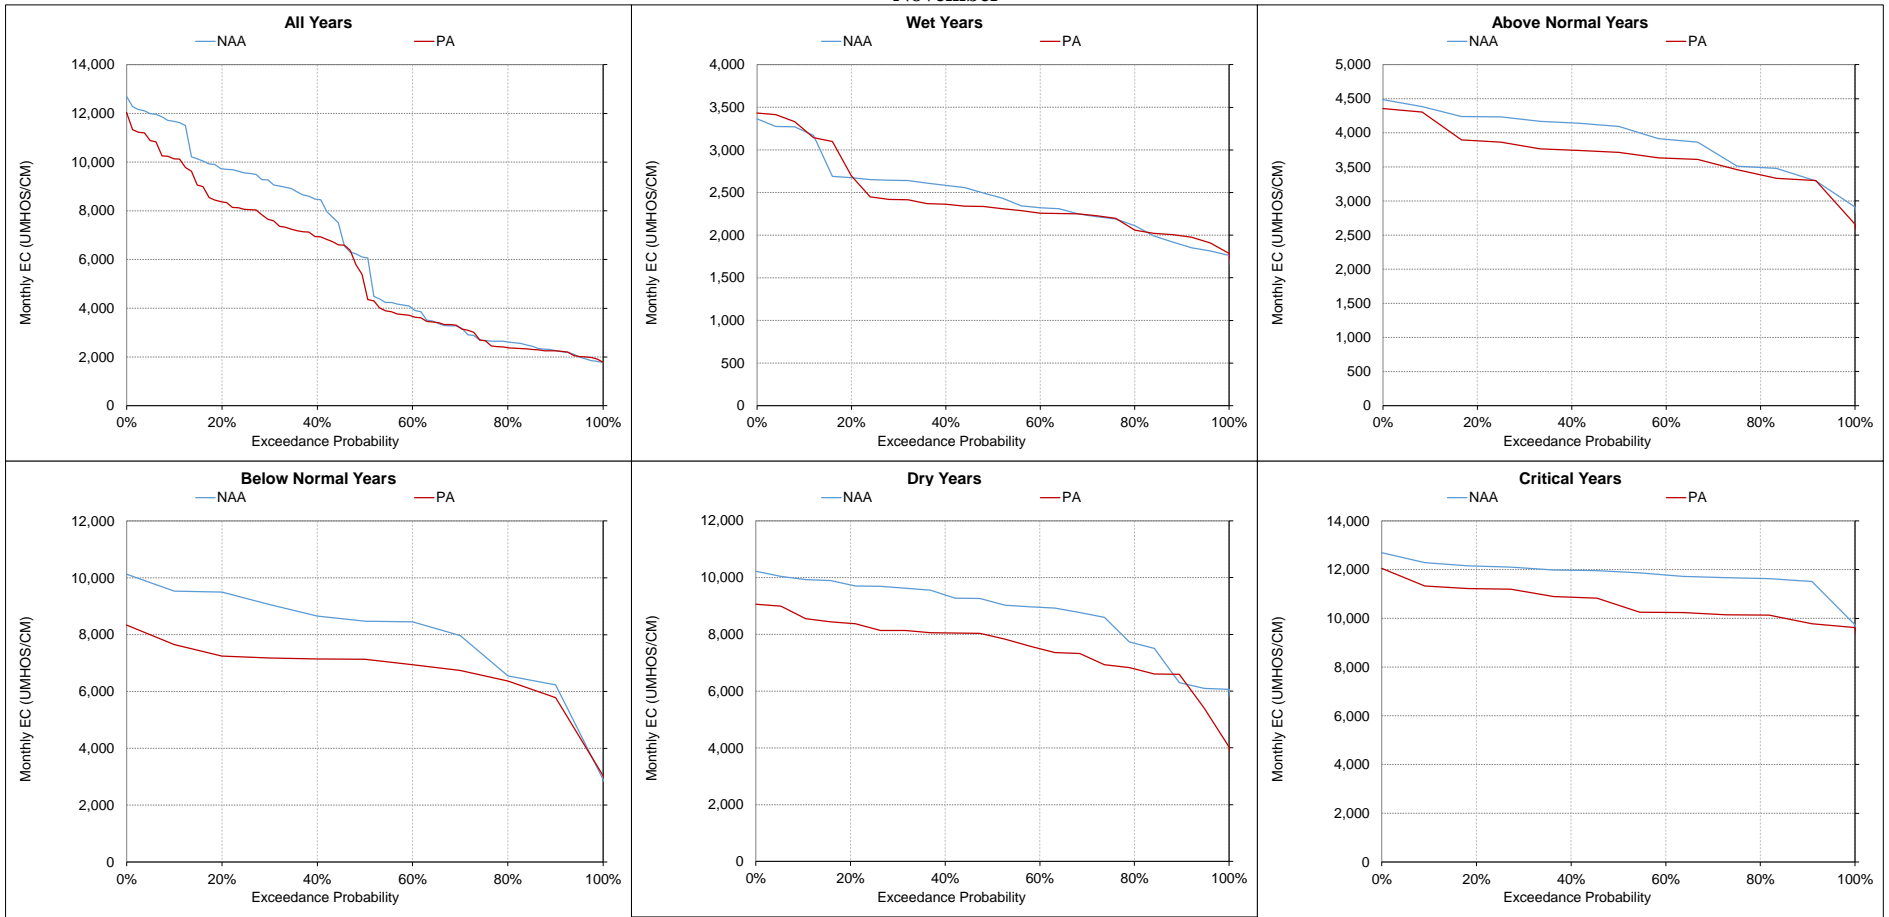 All Years
NAA PA
14,000
12,000
10,000
8,000
6,000
4,000
2,000
0
Monthly EC (UMHOS/CM)
0% 20% 40% 60% 80% 100%
Exceedance Probability
Wet Years
NAA PA
4,000
3,500
3,000
2,500
2,000
1,500
1,000
500
0
Monthly EC (UMHOS/CM)
0% 20% 40% 60% 80% 100%
Exceedance Probability
Above Normal Years
NAA PA
5,000
4,500
4,000
3,500
3,000
2,500
2,000
1,500
1,000
500
0
Monthly EC (UMHOS/CM)
0% 20% 40% 60% 80% 100%
Exceedance Probability
Below Normal Years
NAA PA
12,000
10,000
8,000
6,000
4,000
2,000
0
Monthly EC (UMHOS/CM)
0% 20% 40% 60% 80% 100%
Exceedance Probability
Dry Years
NAA PA
12,000
10,000
8,000
6,000
4,000
2,000
0
Monthly EC (UMHOS/CM)
0% 20% 40% 60% 80% 100%
Exceedance Probability
Critical Years
NAA PA
14,000
12,000
10,000
8,000
6,000
4,000
2,000
0
Monthly EC (UMHOS/CM)
0% 20% 40% 60% 80% 100%
Exceedance Probability